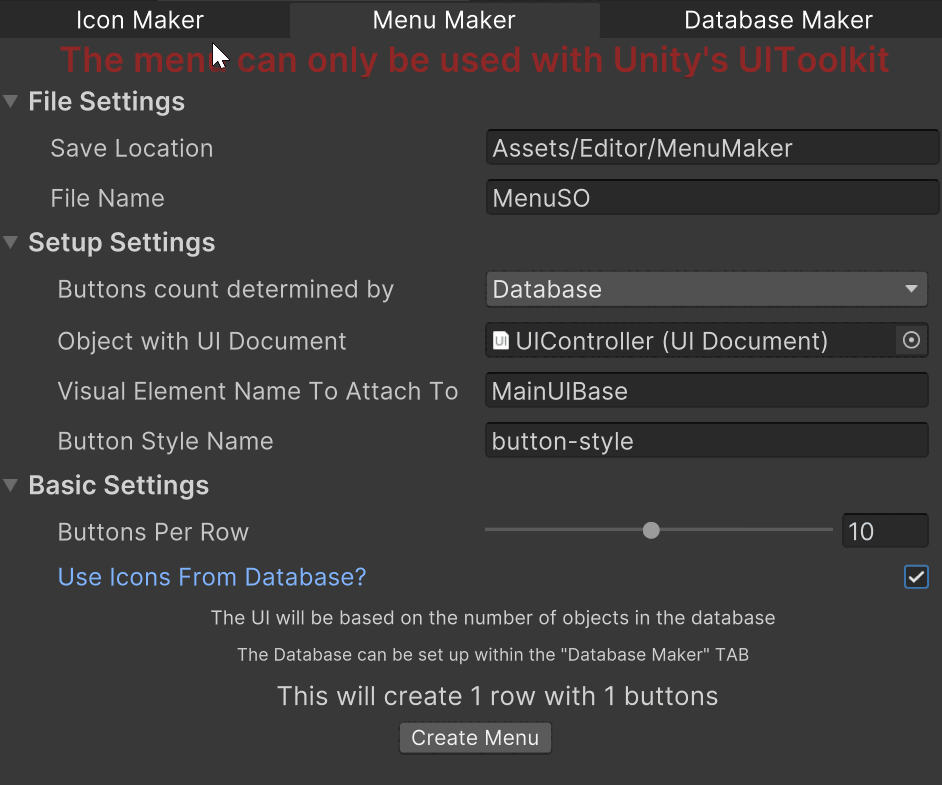 Icon Maker Menu Maker Database Maker
The menu can only be used with Unity's UIToolkit
File Settings
Save Location Assets/Editor/MenuMaker
File Name MenuSO
Setup Settings
Buttons count determined by Database
Object with UI Document UIController (UI Document)
Visual Element Name To Attach To MainUIBase
Button Style Name button-style
Basic Settings
Buttons Per Row 10
Use Icons From Database?
The UI will be based on the number of objects in the database
The Database can be set up within the "Database Maker" TAB
This will create 1 row with 1 buttons
Create Menu